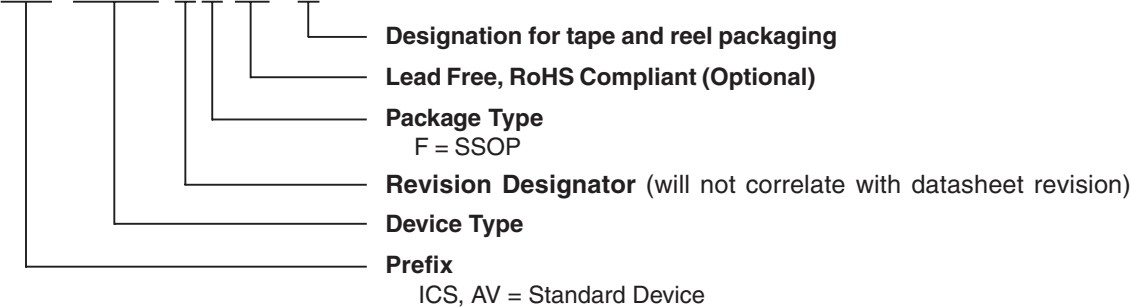 Designation for tape and reel packaging
Lead Free, RoHS Compliant (Optional)
Package Type
F = SSOP
Revision Designator (will not correlate with datasheet revision)
Device Type
Prefix
ICS, AV = Standard Device